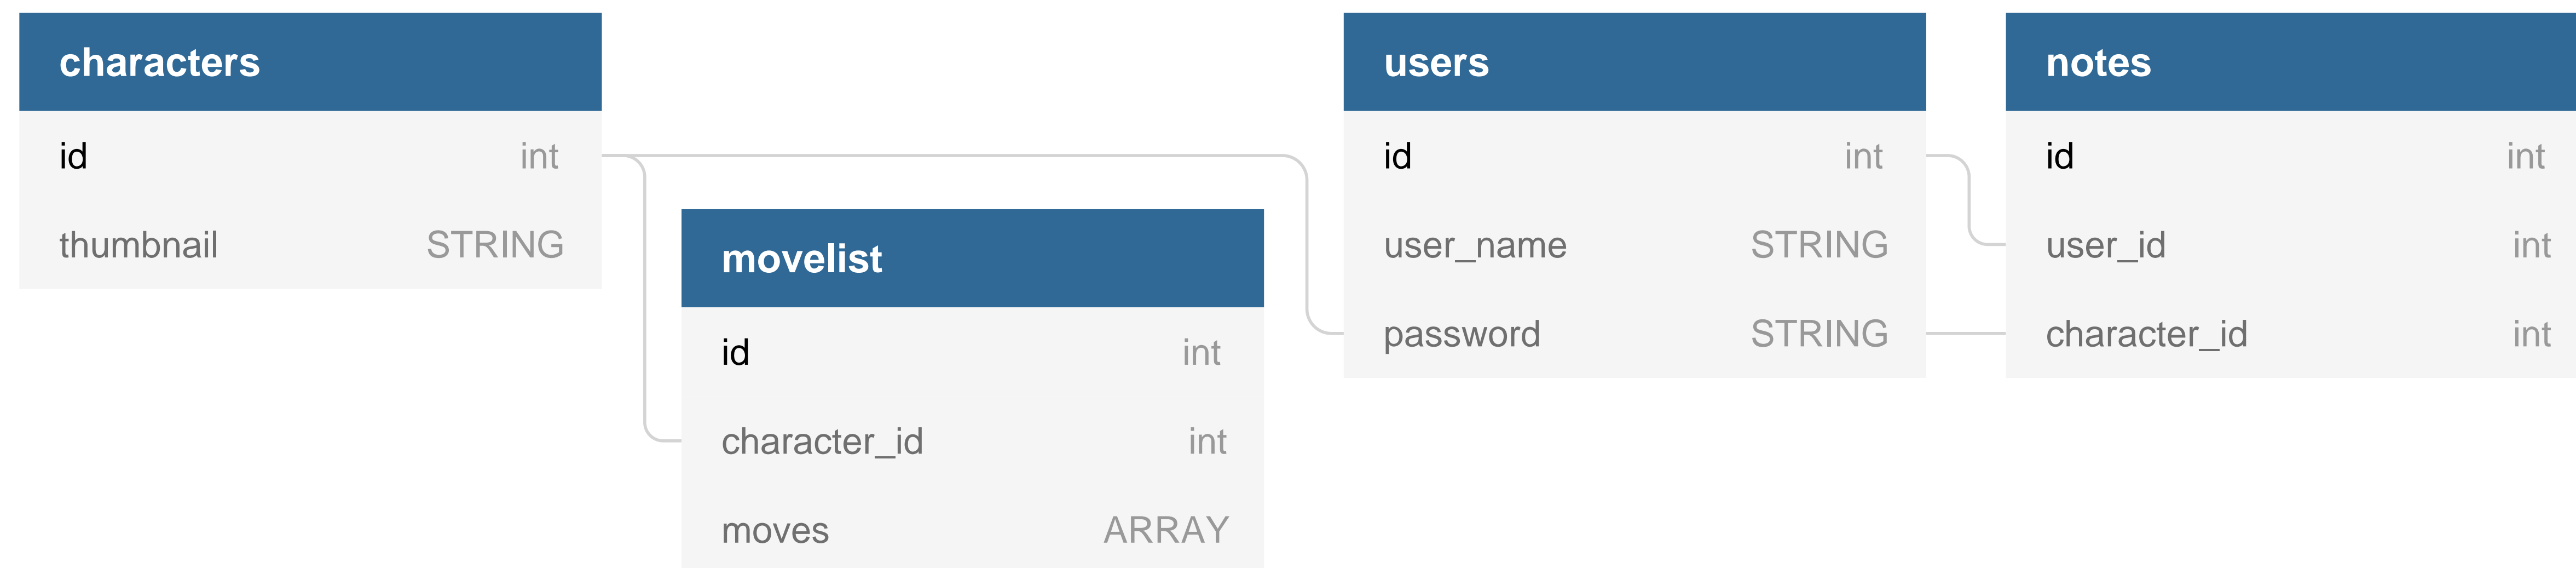 characters
id int
thumbnail STRING
movelist
id int
character_id int
moves ARRAY
users
id int
user_name STRING
password STRING
notes
id int
user_id int
character_id int